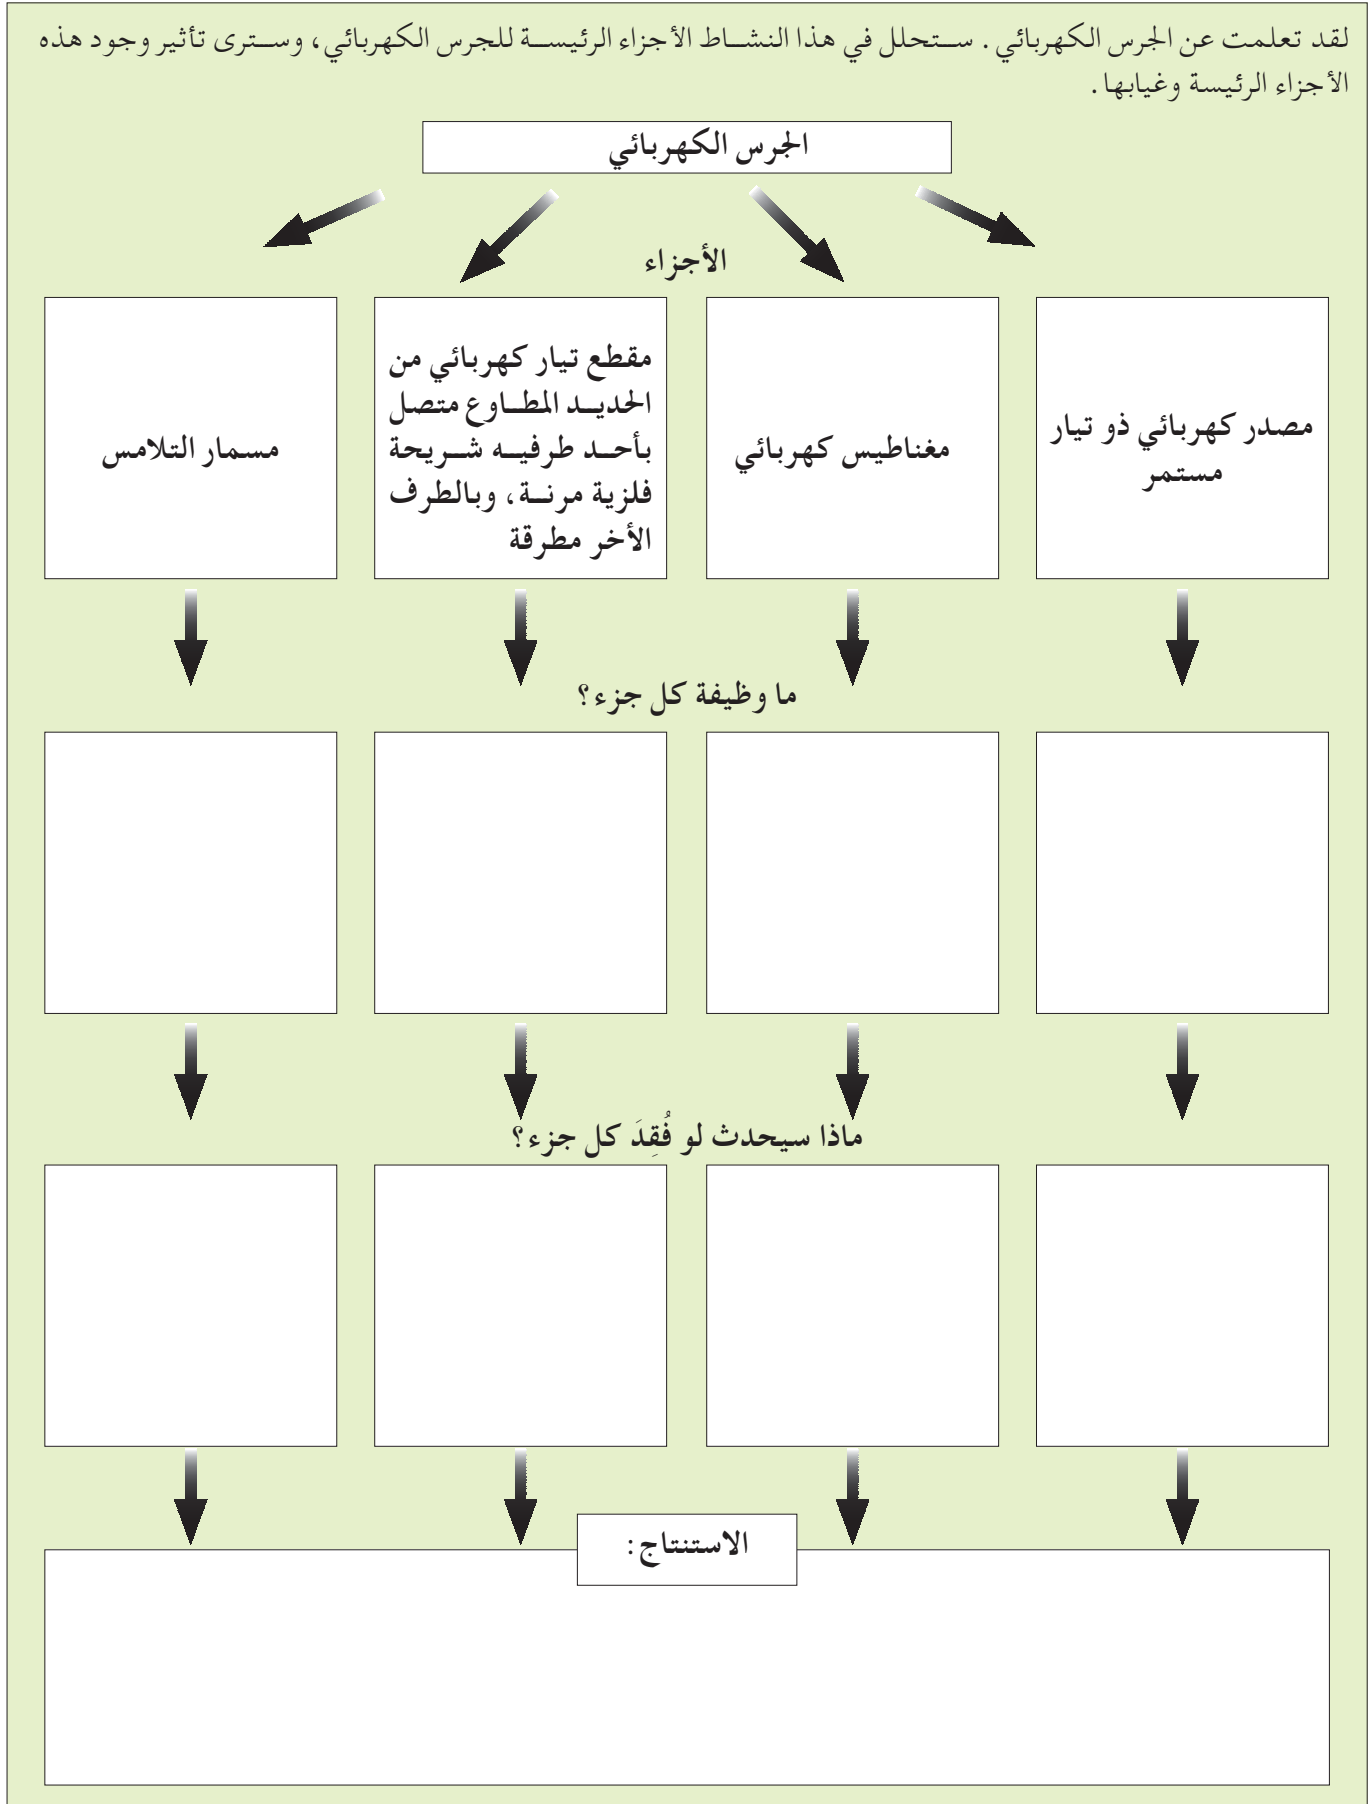 لقد تعلمت عن الجرس الكهربائي. ستحلل في هذا النشاط الأجزاء الرئيسة للجرس الكهربائي، وسترى تأثير وجود هذه
الأجزاء الرئيسة وغيابها.
الجرس الكهربائي
الأجزاء
مصدر كهربائي ذو تيار
مستمر
مغناطيس كهربائي
مقطع تيار كهربائي من
الحديد المطاوع متصل
بأحد طرفيه شريحة
فلزية مرنة، وبالطرف
الأخر مطرقة
مسمار التلامس
ما وظيفة كل جزء؟
ماذا سيحدث لو فُقِدَ كل جزء؟
الاستنتاج: